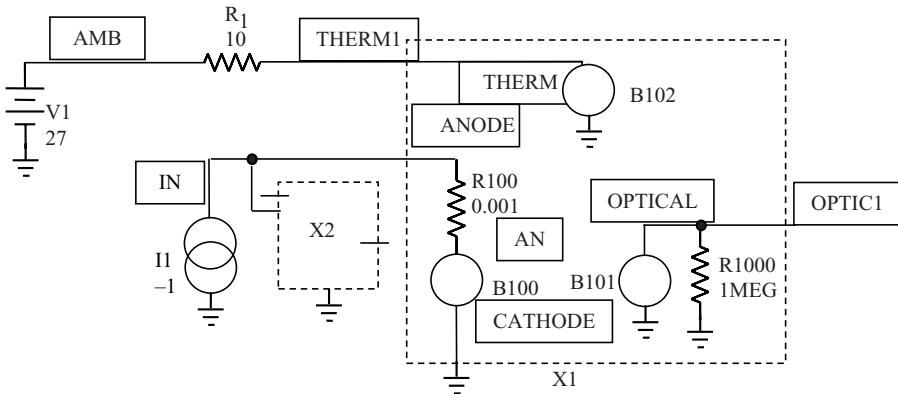 R1
10
AMB
THERM1
THERM
B102
V1
27
ANODE
IN
R100
0.001
OPTICAL
OPTIC1
X2
AN
I1
–1
B100
B101
R1000
1MEG
CATHODE
X1